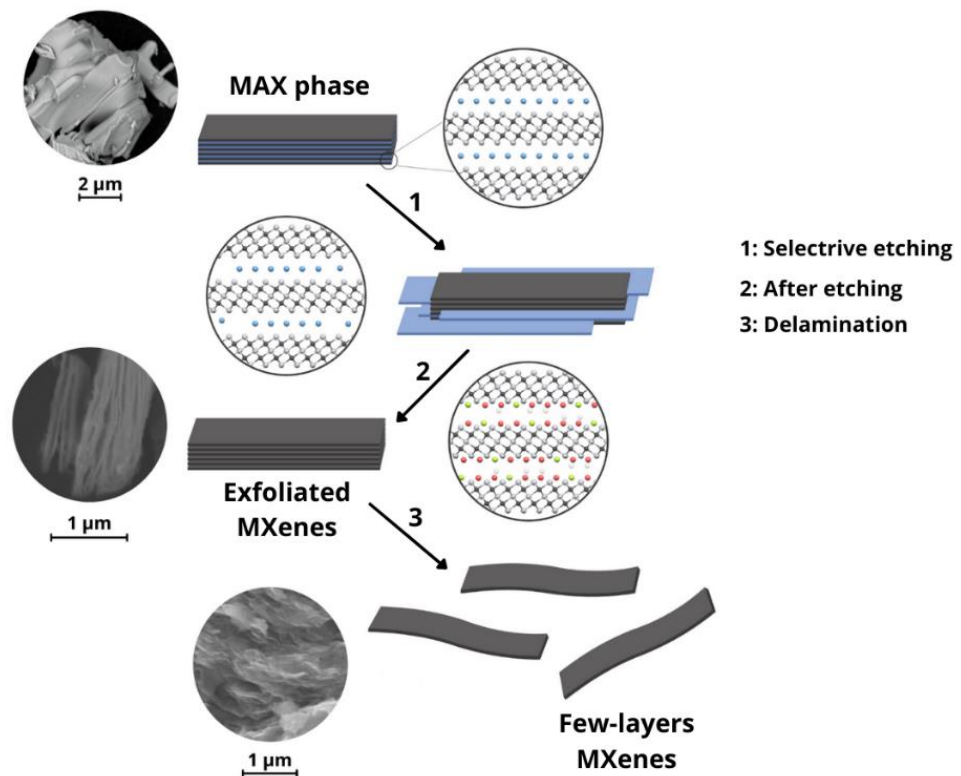 MAX phase
2 µm
1
1: Selectrive etching
2: After etching
3: Delamination
2
Exfoliated
MXenes
1 µm
3
Few-layers
MXenes
1 µm